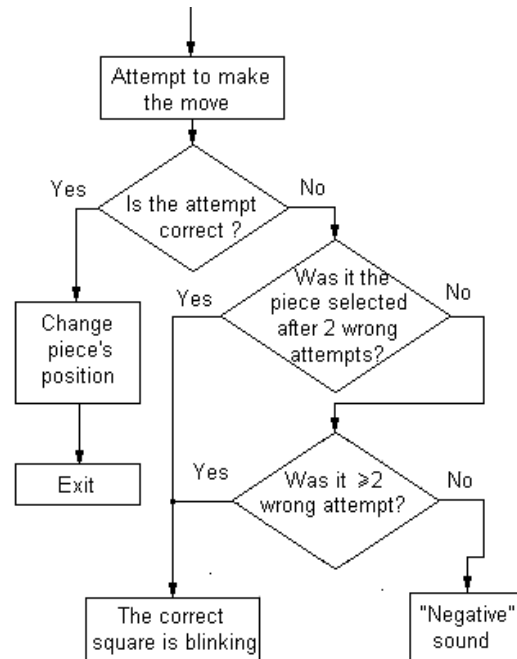 Attempt to make
the move
Yes
No
Is the attempt
correct ?
Was it the
piece selected
after 2 wrong
attempts?
Yes
No
Change
piece's
position
Exit
Yes
No
Was it ⩾2
wrong attempt?
The correct
square is blinking
"Negative"
sound